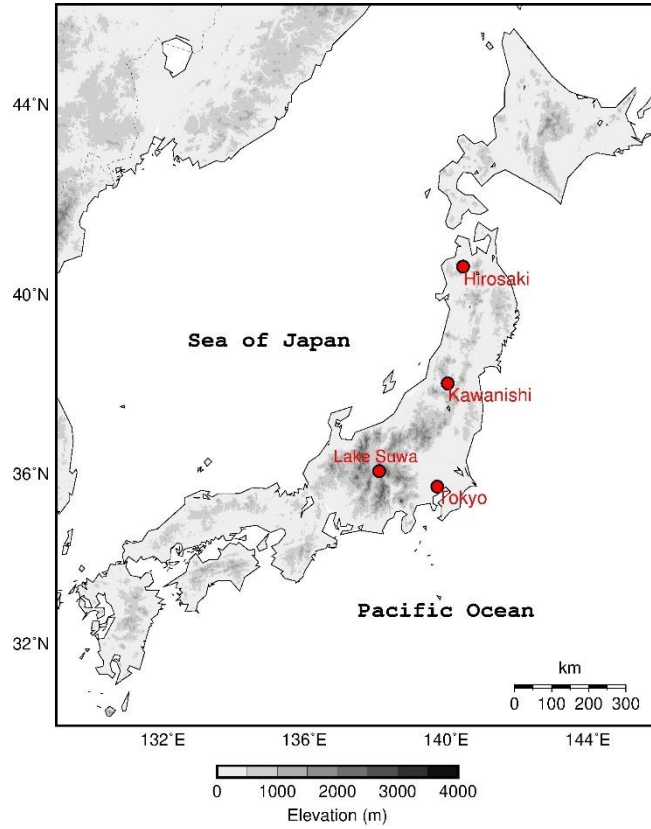 44°N
40°N
36°N
32°N
Hirosaki
Sea of Japan
Kawanishi
Lake Suwa
Tokyo
Pacific Ocean
km
0 100 200 300
132°E 136°E 140°E 144°E
0 1000 2000 3000 4000
Elevation (m)